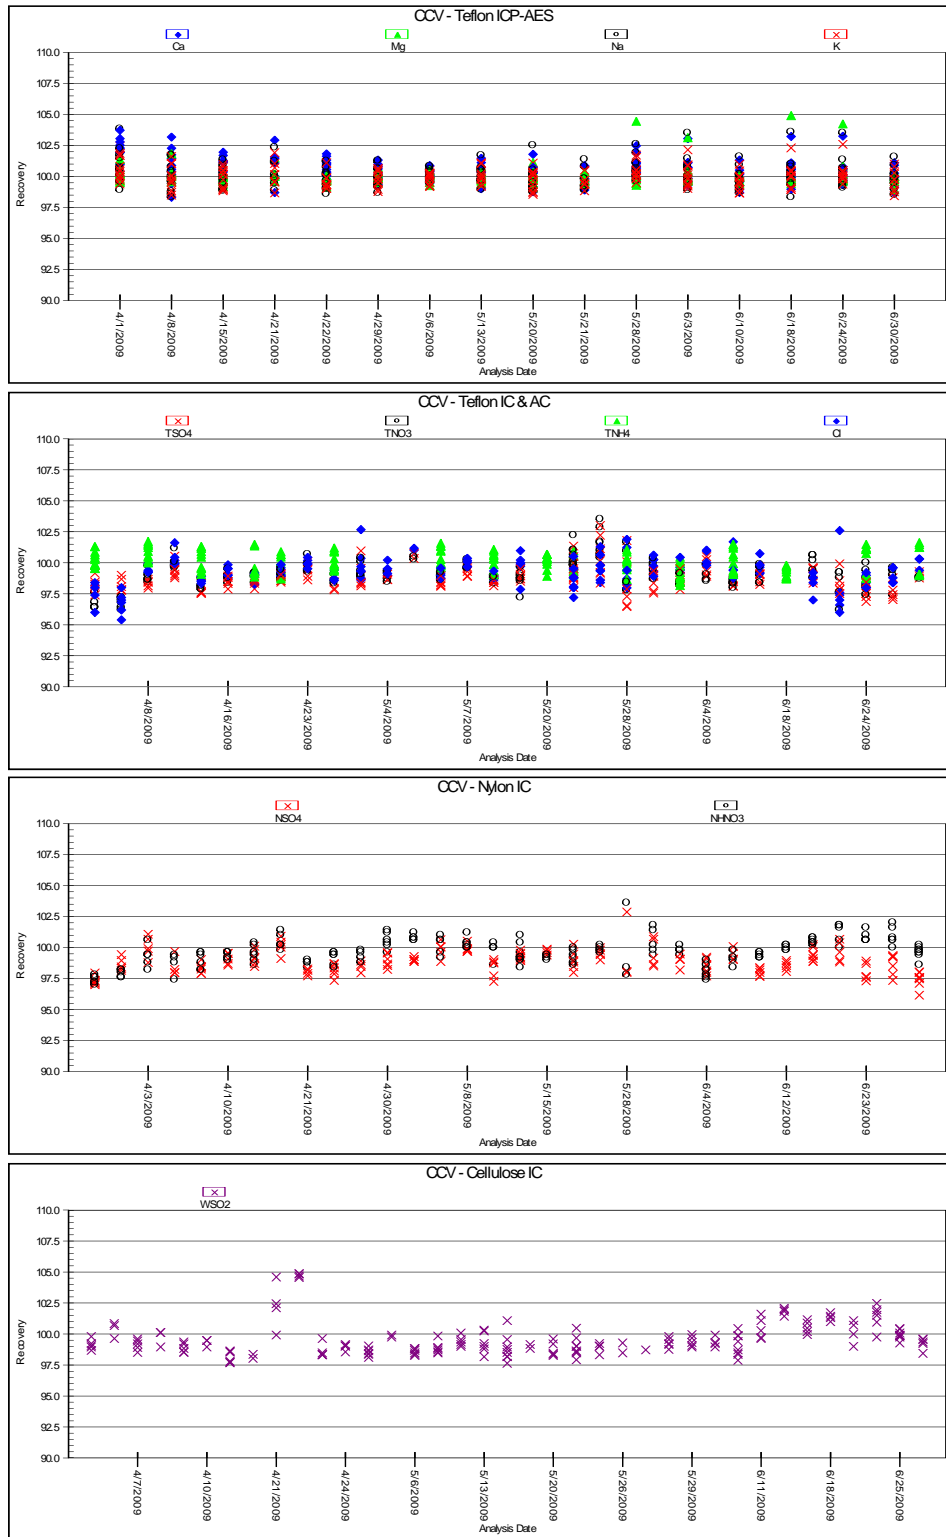 CCV - Teflon ICP-AES
Ca Mg Na K
110.0
107.5
105.0
102.5
100.0
97.5
95.0
92.5
90.0
Recovery
4/1/2009 4/8/2009 4/15/2009 4/21/2009 4/22/2009 4/29/2009 5/6/2009 5/13/2009 5/20/2009 5/21/2009 5/28/2009 6/3/2009 6/10/2009 6/18/2009 6/24/2009 6/30/2009
Analysis Date
CCV - Teflon IC & AC
TSO4 TNO3 TNH4 Cl
110.0
107.5
105.0
102.5
100.0
97.5
95.0
92.5
90.0
Recovery
4/8/2009 4/16/2009 4/23/2009 5/4/2009 5/7/2009 5/20/2009 5/28/2009 6/4/2009 6/18/2009 6/24/2009
Analysis Date
CCV - Nylon IC
NSO4 NHNO3
110.0
107.5
105.0
102.5
100.0
97.5
95.0
92.5
90.0
Recovery
4/3/2009 4/10/2009 4/21/2009 4/30/2009 5/8/2009 5/15/2009 5/28/2009 6/4/2009 6/12/2009 6/23/2009
Analysis Date
CCV - Cellulose IC
WSO2
110.0
107.5
105.0
102.5
100.0
97.5
95.0
92.5
90.0
Recovery
4/7/2009 4/10/2009 4/21/2009 4/24/2009 5/6/2009 5/13/2009 5/20/2009 5/26/2009 5/29/2009 6/11/2009 6/18/2009 6/25/2009
Analysis Date